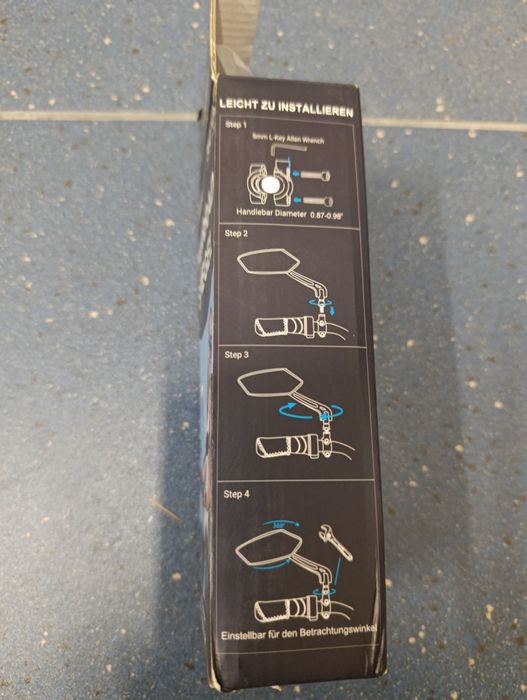 LEICHT ZU INSTALLIEREN
Step 1
5mm L-Key Allen Wrench
Handlebar Diameter 0.87-0.98"
Step 2
Step 3
Step 4
360°
Einstellbar für den Betrachtungswinkel